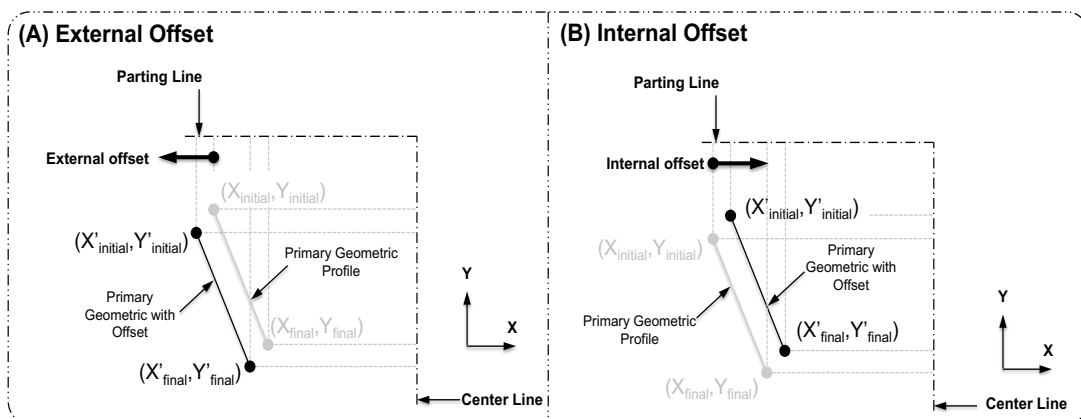 (A) External Offset
Parting Line
External offset
(Xinitial,Yinitial)
(X'initial,Y'initial)
Primary Geometric
Profile
Primary
Geometric with
Offset
(Xfinal,Yfinal)
(X'final,Y'final)
Y
X
Center Line
(B) Internal Offset
Parting Line
Internal offset
(X'initial,Y'initial)
(Xinitial,Yinitial)
Primary
Geometric with
Offset
Primary Geometric
Profile
(X'final,Y'final)
(Xfinal,Yfinal)
Y
X
Center Line